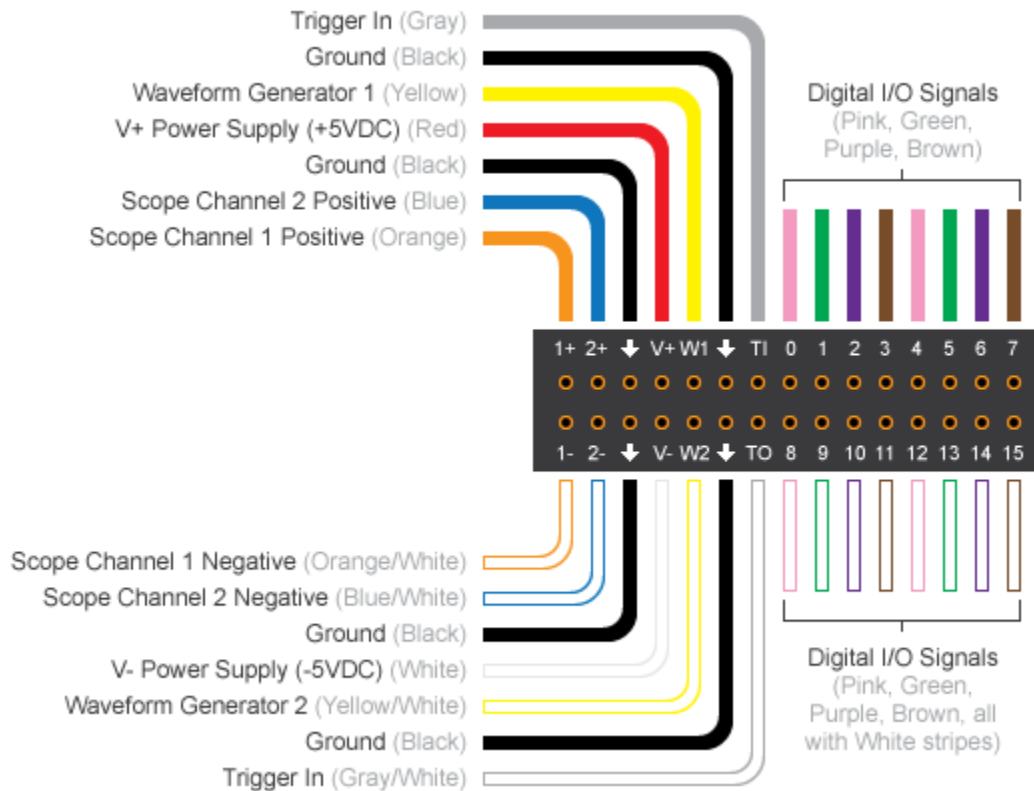 Trigger In (Gray)
Ground (Black)
Waveform Generator 1 (Yellow)
V+ Power Supply (+5VDC) (Red)
Ground (Black)
Scope Channel 2 Positive (Blue)
Scope Channel 1 Positive (Orange)
Digital I/O Signals
(Pink, Green,
Purple, Brown)
1+ 2+ ↓ V+ W1 ↓ TI 0 1 2 3 4 5 6 7
1- 2- ↓ V- W2 ↓ TO 8 9 10 11 12 13 14 15
Scope Channel 1 Negative (Orange/White)
Scope Channel 2 Negative (Blue/White)
Ground (Black)
V- Power Supply (-5VDC) (White)
Waveform Generator 2 (Yellow/White)
Ground (Black)
Trigger In (Gray/White)
Digital I/O Signals
(Pink, Green,
Purple, Brown, all
with White stripes)